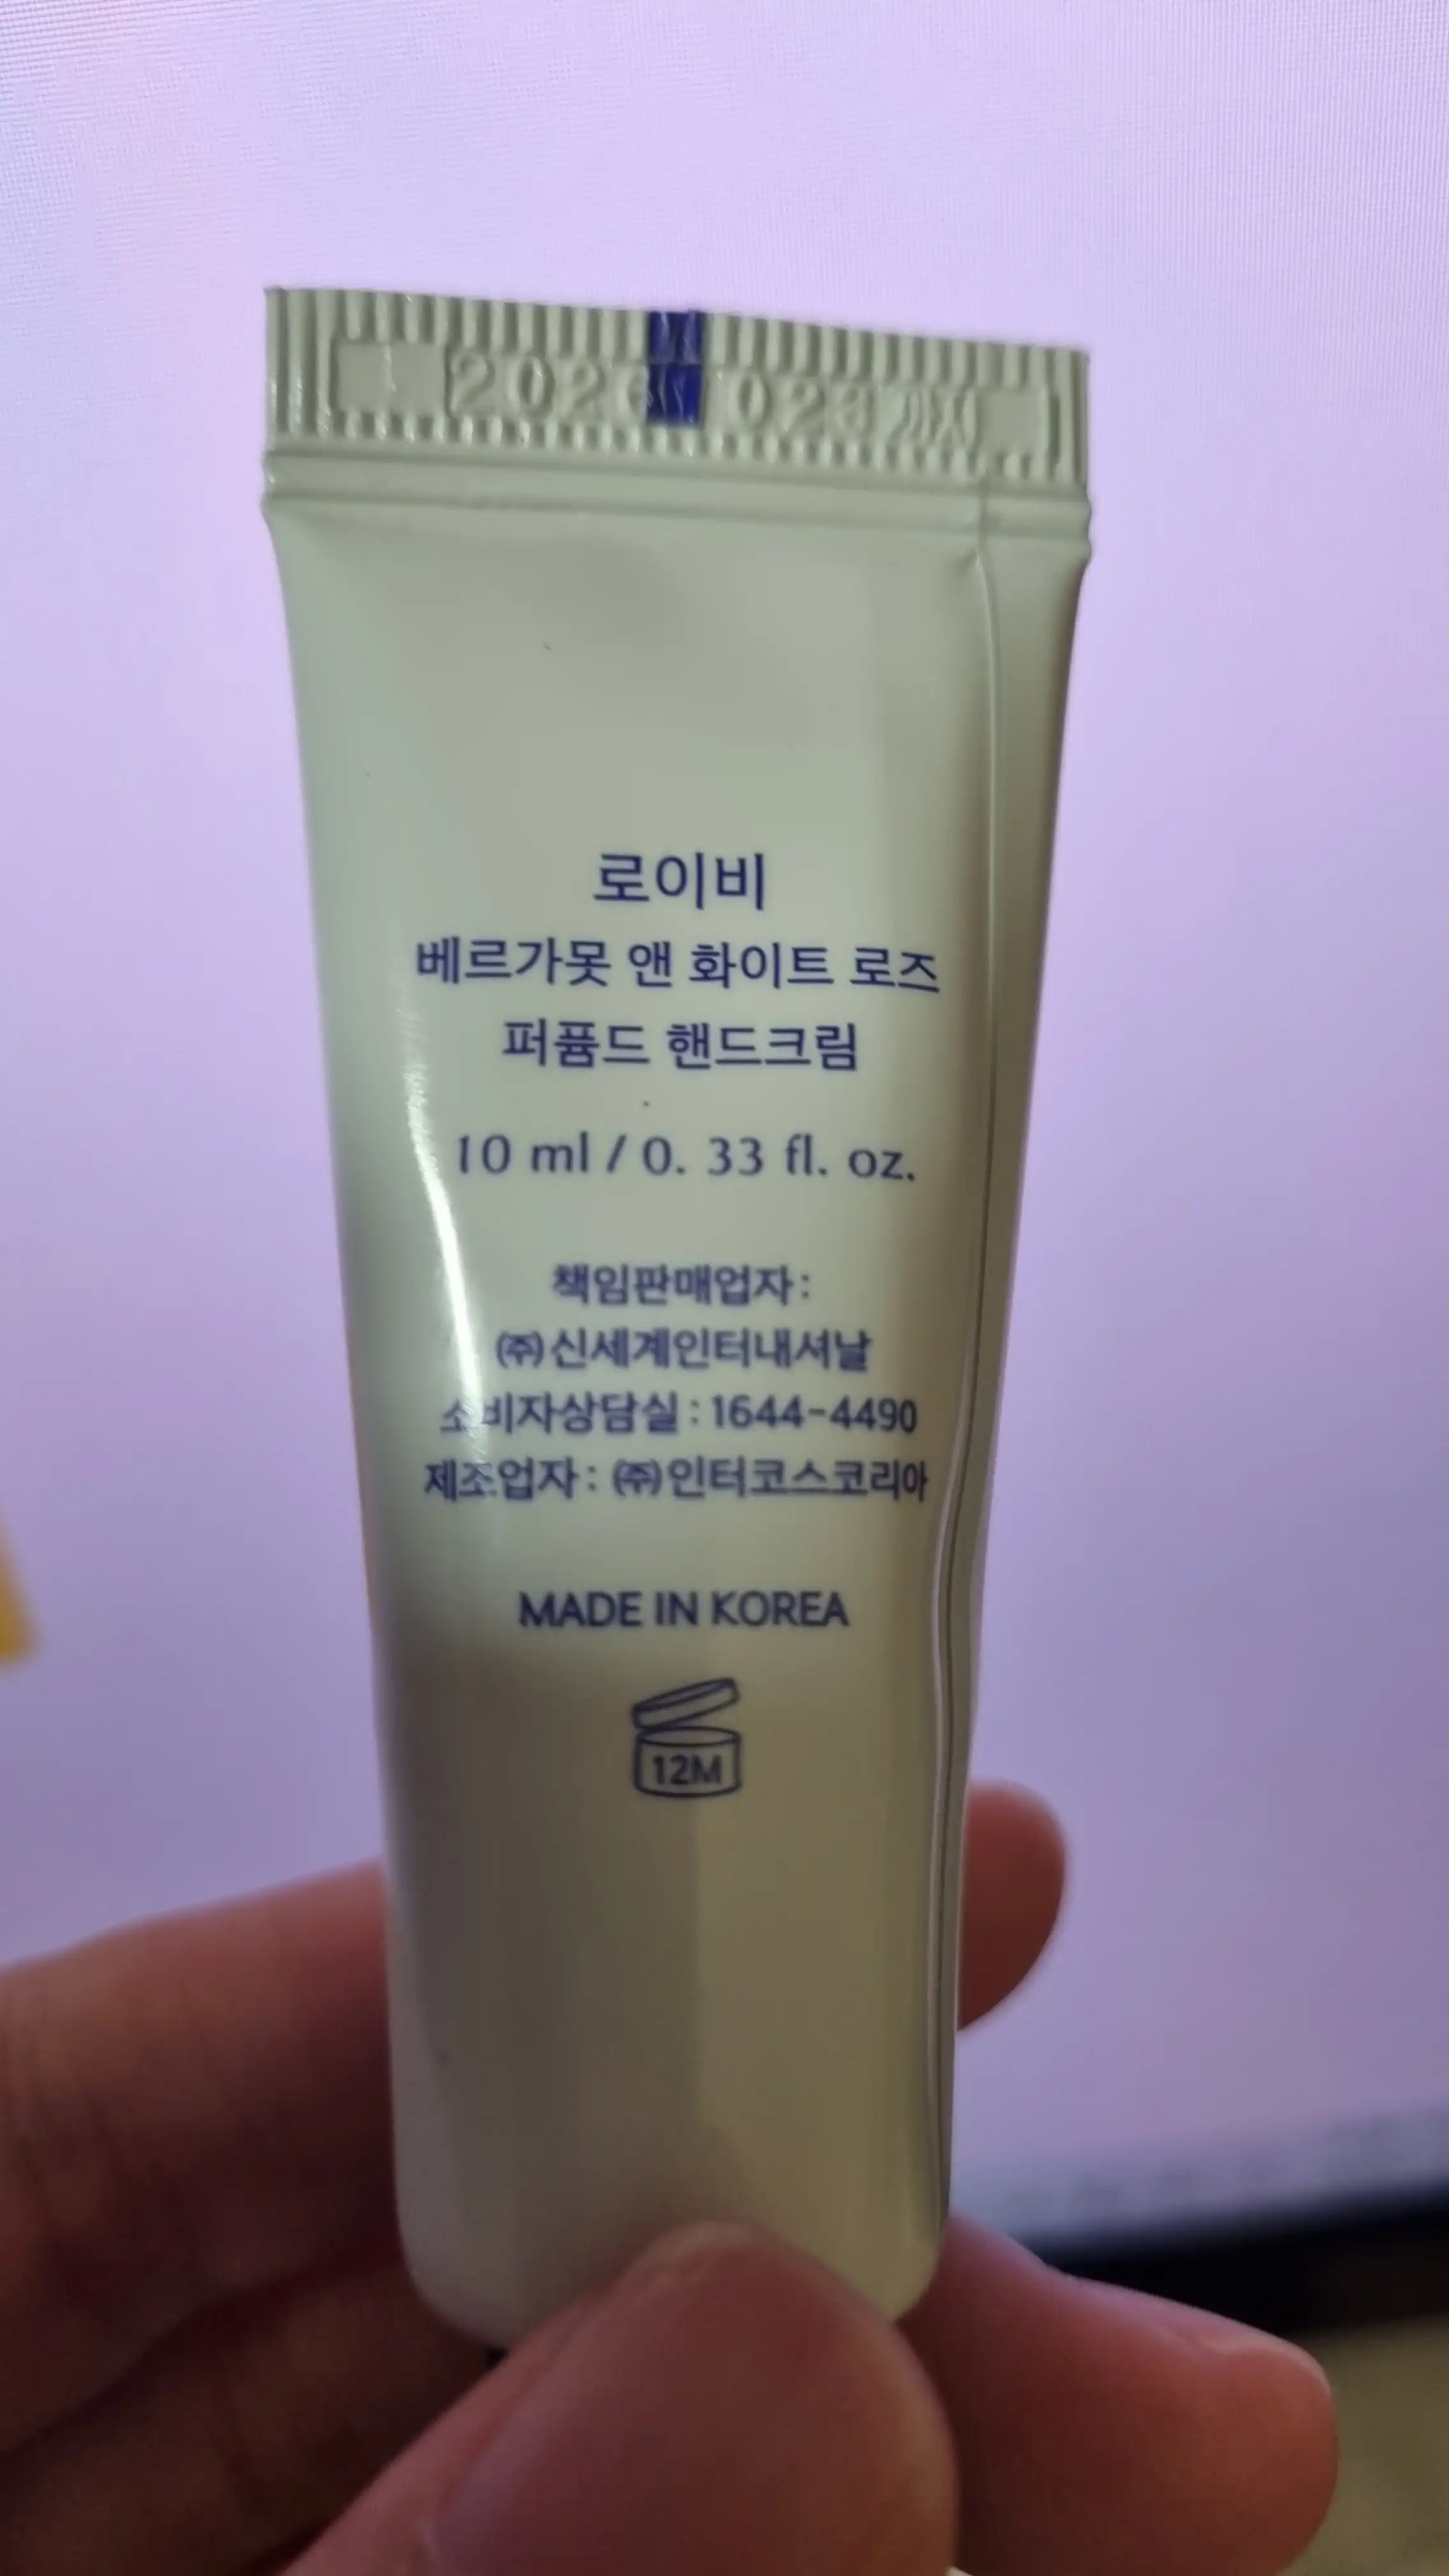 로이비
베르가못 앤 화이트 로즈
퍼퓸드 핸드크림
10 ml / 0. 33 fl. oz.
책임판매업자 :
㈜신세계인터내셔날
소비자상담실 : 1644-4490
제조업자 : ㈜인터코스코리아
MADE IN KOREA
12M